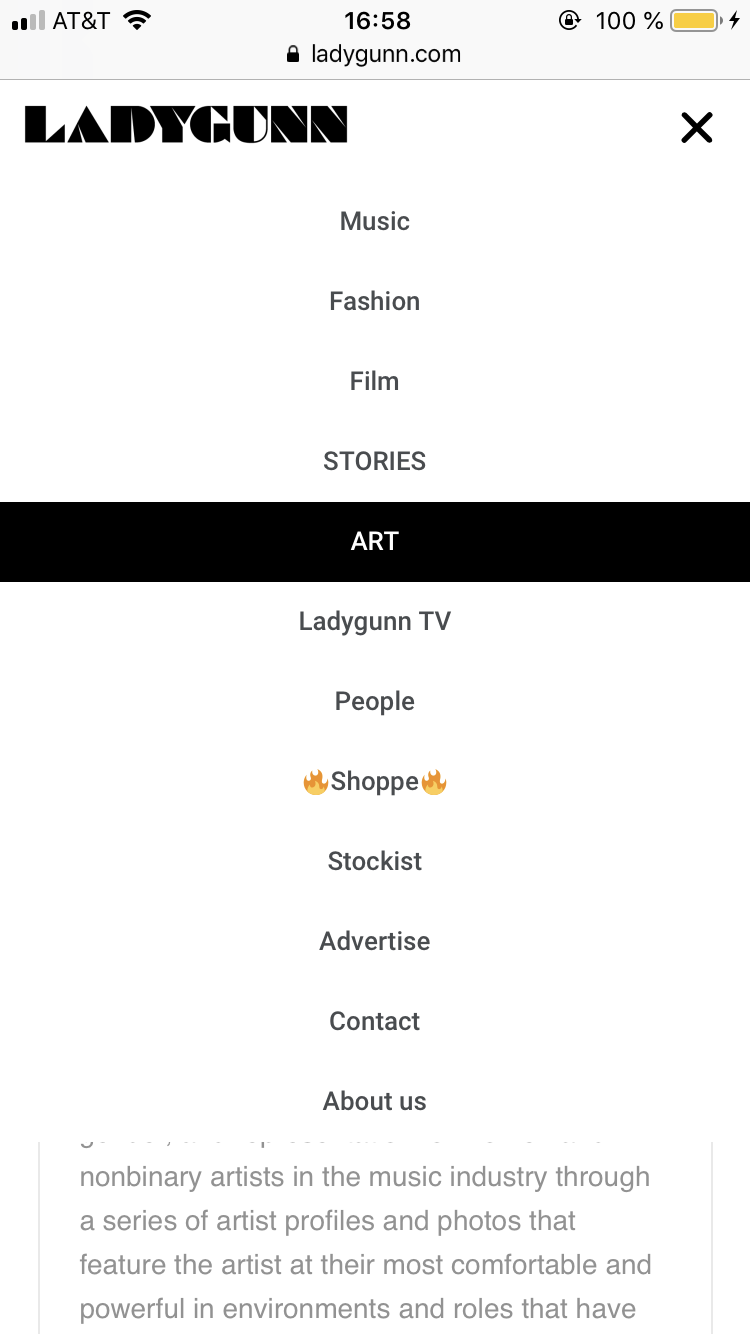 AT&T 16:58 100 %
ladygunn.com
LADYGUNN
Music
Fashion
Film
STORIES
ART
Ladygunn TV
People
🔥Shoppe🔥
Stockist
Advertise
Contact
About us
nonbinary artists in the music industry through
a series of artist profiles and photos that
feature the artist at their most comfortable and
powerful in environments and roles that have